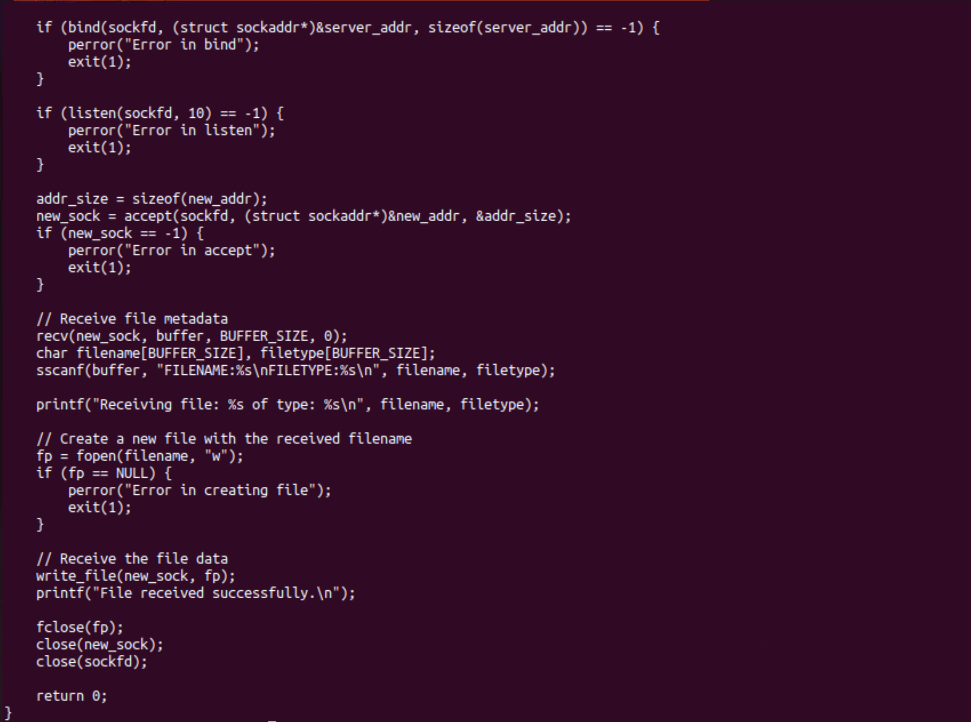 if (bind(sockfd, (struct sockaddr*)&server_addr, sizeof(server_addr)) == -1) {
        perror("Error in bind");
        exit(1);
    }

    if (listen(sockfd, 10) == -1) {
        perror("Error in listen");
        exit(1);
    }

    addr_size = sizeof(new_addr);
    new_sock = accept(sockfd, (struct sockaddr*)&new_addr, &addr_size);
    if (new_sock == -1) {
        perror("Error in accept");
        exit(1);
    }

    // Receive file metadata
    recv(new_sock, buffer, BUFFER_SIZE, 0);
    char filename[BUFFER_SIZE], filetype[BUFFER_SIZE];
    sscanf(buffer, "FILENAME:%s\nFILETYPE:%s\n", filename, filetype);

    printf("Receiving file: %s of type: %s\n", filename, filetype);

    // Create a new file with the received filename
    fp = fopen(filename, "w");
    if (fp == NULL) {
        perror("Error in creating file");
        exit(1);
    }

    // Receive the file data
    write_file(new_sock, fp);
    printf("File received successfully.\n");

    fclose(fp);
    close(new_sock);
    close(sockfd);

    return 0;
}